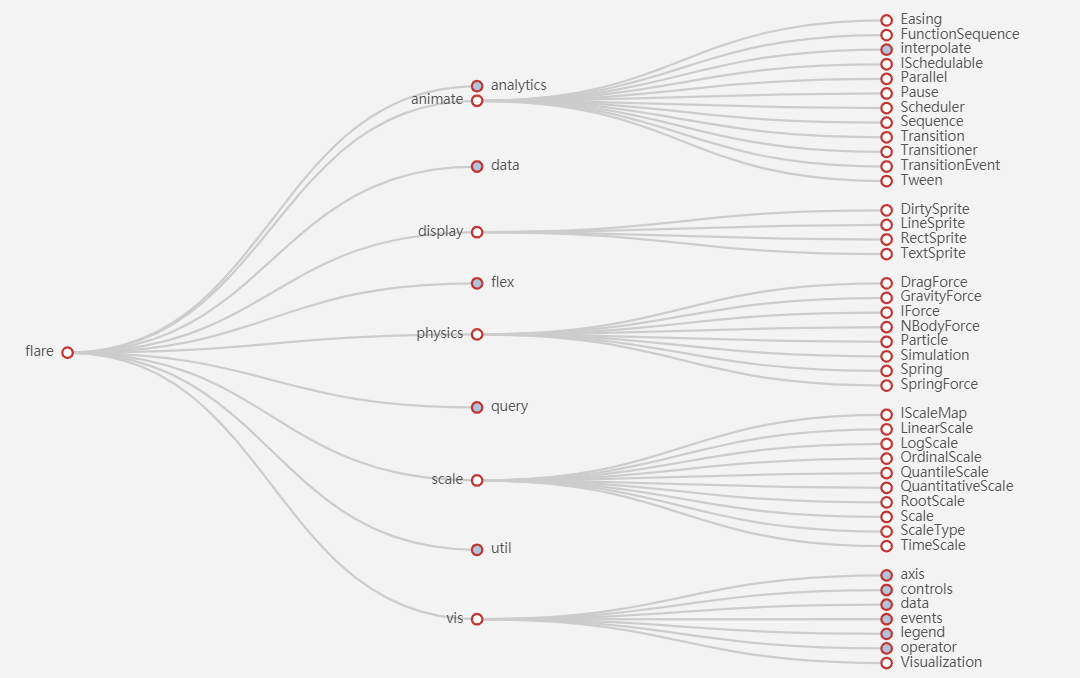 flare
analytics
animate
data
display
flex
physics
query
scale
util
vis
Easing
FunctionSequence
interpolate
ISchedulable
Parallel
Pause
Scheduler
Sequence
Transition
Transitioner
TransitionEvent
Tween
DirtySprite
LineSprite
RectSprite
TextSprite
DragForce
GravityForce
IForce
NBodyForce
Particle
Simulation
Spring
SpringForce
IScaleMap
LinearScale
LogScale
OrdinalScale
QuantileScale
QuantitativeScale
RootScale
Scale
ScaleType
TimeScale
axis
controls
data
events
legend
operator
Visualization